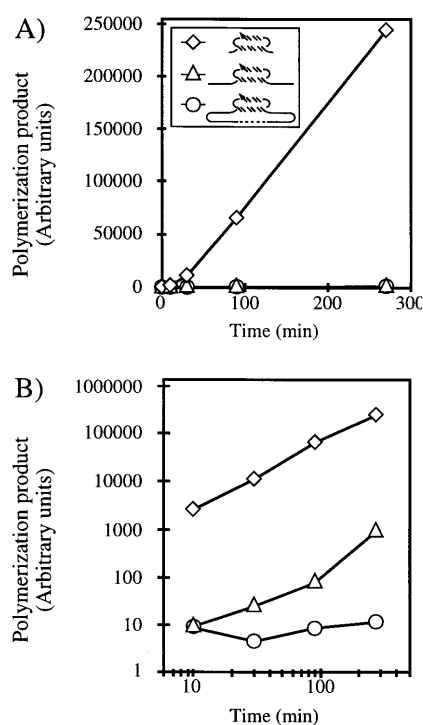 A)
250000
200000
150000
100000
50000
0
Polymerization product
(Arbitrary units)
0 100 200 300
Time (min)
B)
1000000
100000
10000
1000
100
10
1
Polymerization product
(Arbitrary units)
10 100
Time (min)